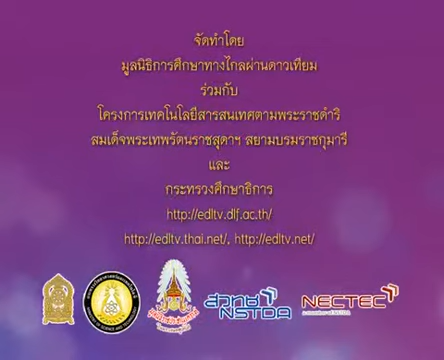 จัดทำโดย
มูลนิธิการศึกษาทางไกลผ่านดาวเทียม
ร่วมกับ
โครงการเทคโนโลยีสารสนเทศตามพระราชดำริ
สมเด็จพระเทพรัตนราชสุดาฯ สยามบรมราชกุมารี
และ
กระทรวงศึกษาธิการ
http://edltv.dlf.ac.th/
http://edltv.thai.net/, http://edltv.net/
สวทช
NSTDA
NECTEC
a member of NSTDA